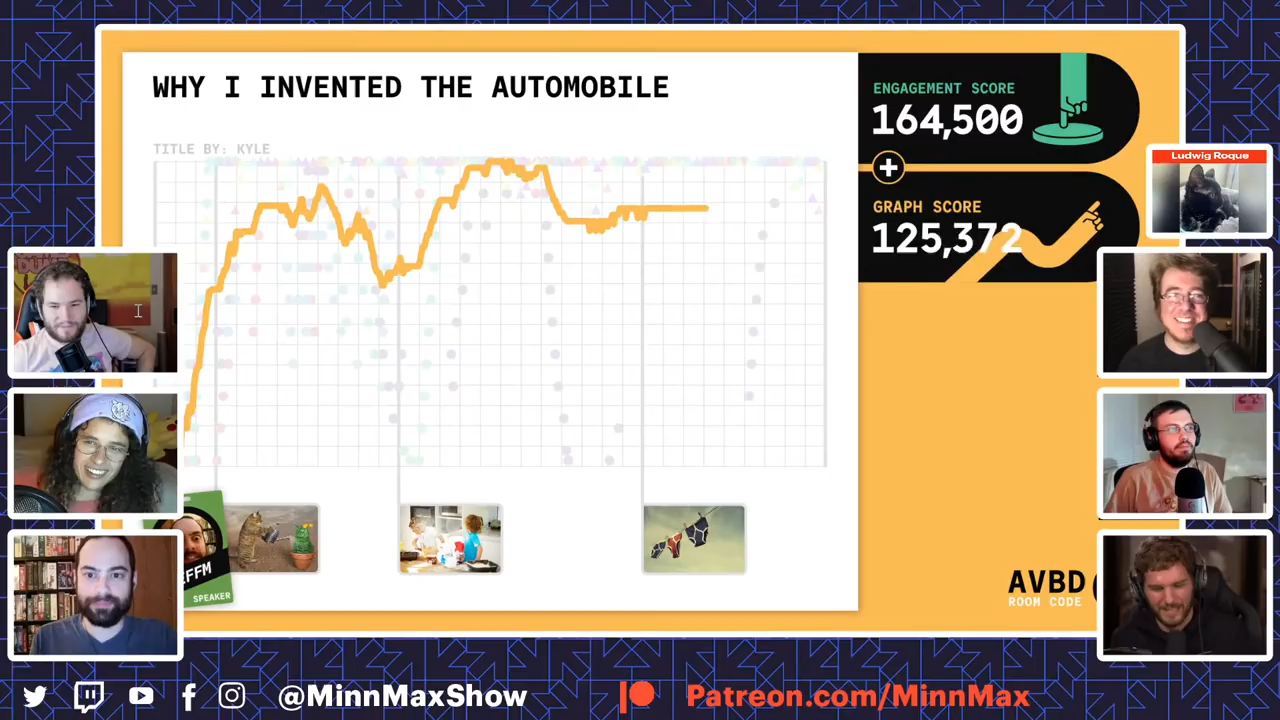 WHY I INVENTED THE AUTOMOBILE
TITLE BY: KYLE
ENGAGEMENT SCORE
164,500
+
GRAPH SCORE
125,372
Ludwig Roque
SPEAKER
AVBD
ROOM CODE
@MinnMaxShow
Patreon.com/MinnMax